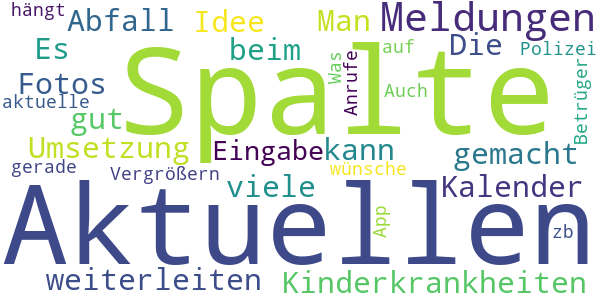 hängt
Abfall
Idee
Man
Meldungen
Es
beim
Was
auf
Die
Polizei
Spalte
Fotos
Anrufe
Auch
Betrüger
aktuelle
gut
Umsetzung
Eingabe
kann
gemacht
gerade
Vergrößern
wünsche
viele
Kalender
Aktuellen
App
zb
weiterleiten
Kinderkrankheiten